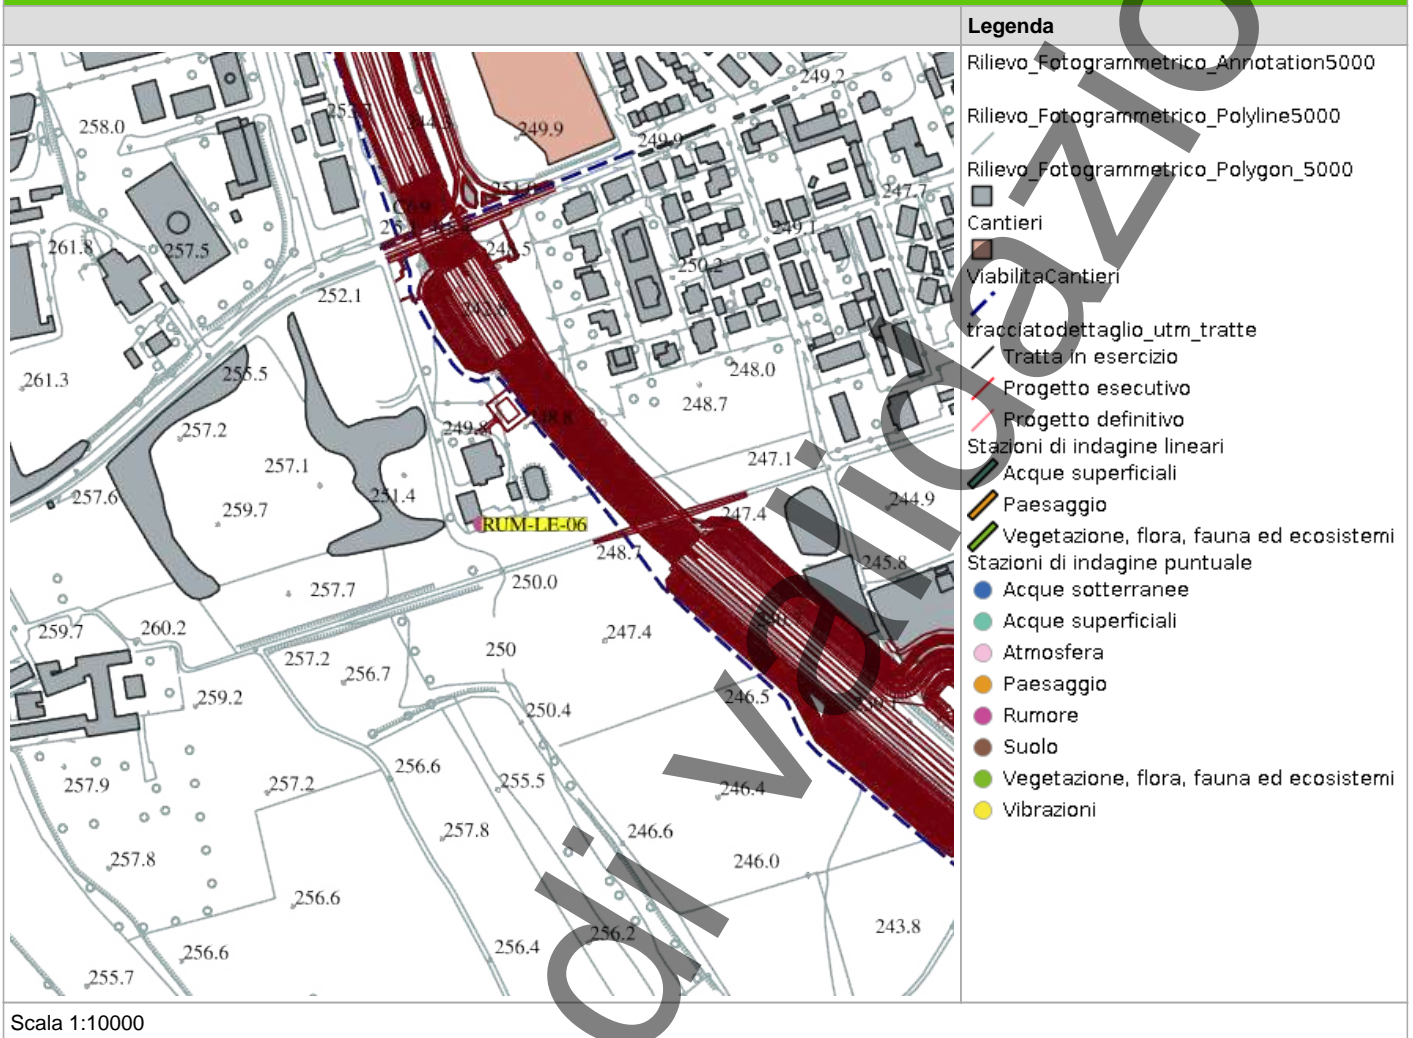 Legenda
Rilievo_Fotogrammetrico_Annotation5000
Rilievo_Fotogrammetrico_Polyline5000
Rilievo_Fotogrammetrico_Polygon_5000
Cantieri
ViabilitaCantieri
tracciatodettaglio_utm_tratte
Tratta in esercizio
Progetto esecutivo
Progetto definitivo
Stazioni di indagine lineari
Acque superficiali
Paesaggio
Vegetazione, flora, fauna ed ecosistemi
Stazioni di indagine puntuale
Acque sotterranee
Acque superficiali
Atmosfera
Paesaggio
Rumore
Suolo
Vegetazione, flora, fauna ed ecosistemi
Vibrazioni
249.2
258.0
249.9
249.9
247.7
261.8
257.5
249.1
248.5
250.2
252.1
248.0
261.3
255.5
248.7
257.2
249.8
248.8
257.1
247.1
257.6
251.4
259.7
244.9
247.4
RUM-LE-06
248.7
245.8
250.0
257.7
259.7
260.2
247.4
257.2
250
256.7
259.2
246.5
250.4
256.6
257.9
257.2
255.5
246.4
257.8
246.6
257.8
246.0
256.6
243.8
256.2
256.4
256.6
255.7
di validazio
Scala 1:10000